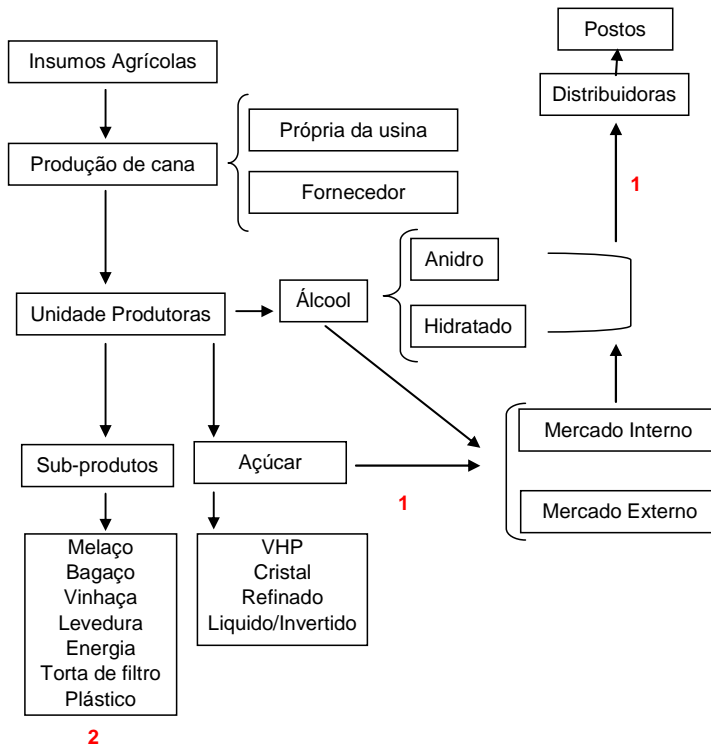 Postos
Insumos Agrícolas
Distribuidoras
Própria da usina
Produção de cana
Fornecedor
1
Anidro
Álcool
Unidade Produtoras
Hidratado
Mercado Interno
Sub-produtos
Açúcar
1
Mercado Externo
Melaço
Bagaço
Vinhaça
Levedura
Energia
Torta de filtro
Plástico
VHP
Cristal
Refinado
Liquido/Invertido
2